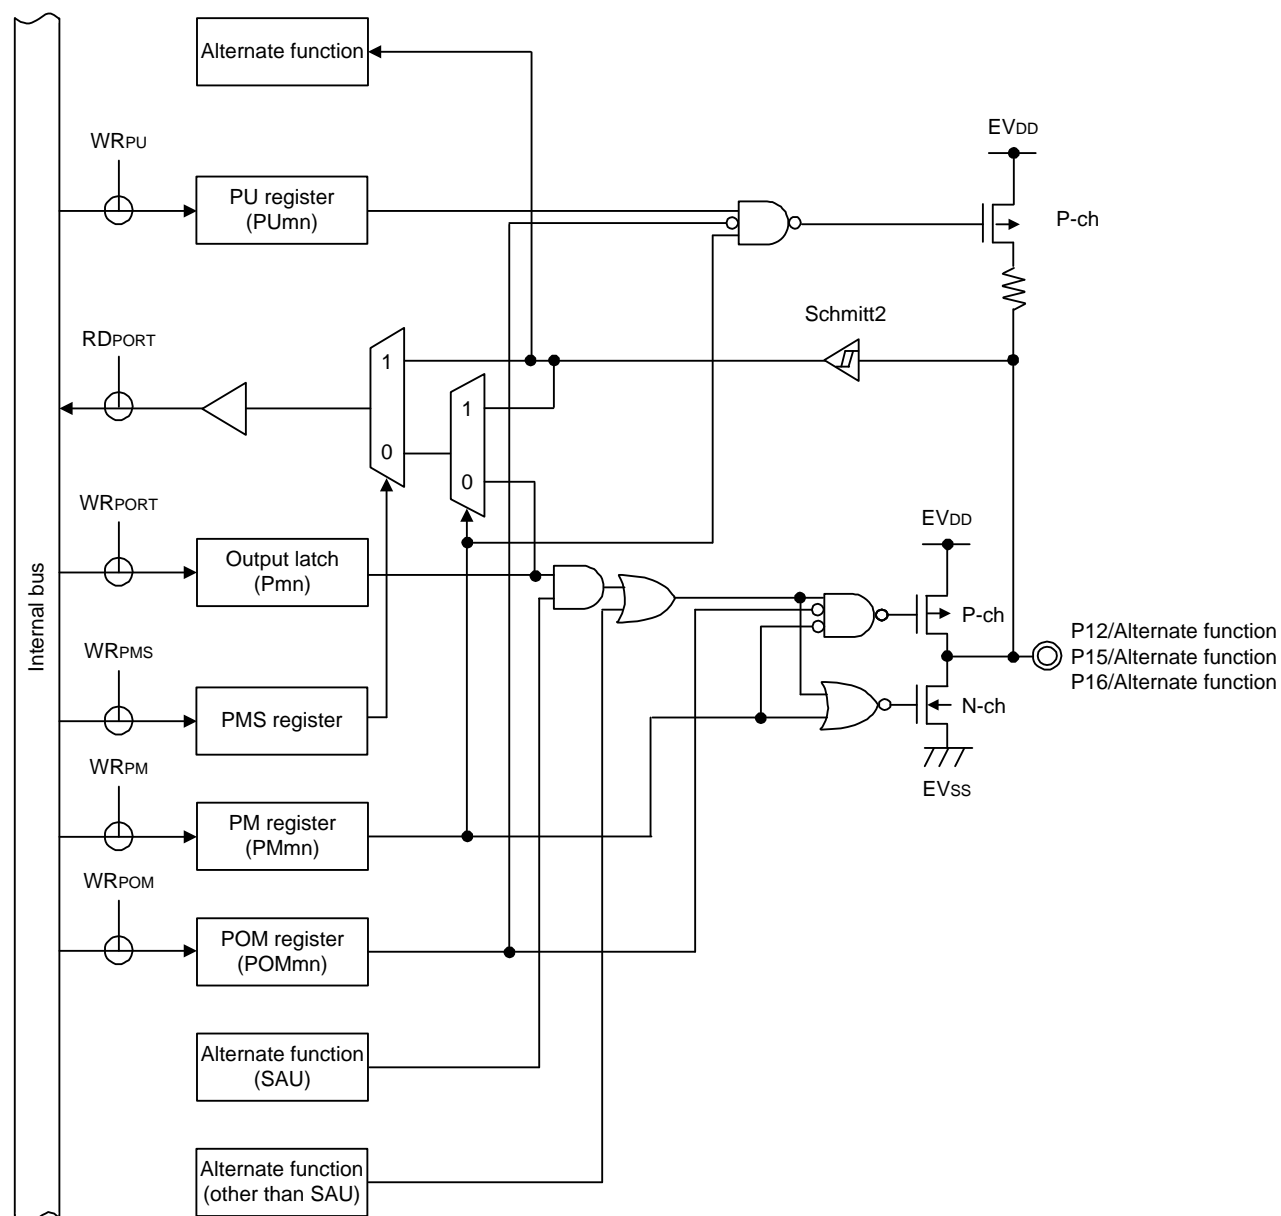 Alternate function
WRPU
EVDD
PU register
(PUmn)
P-ch
RDPORT
Schmitt2
1
1
0
0
WRPORT
EVDD
Output latch
(Pmn)
P-ch
Internal bus
P12/Alternate function
P15/Alternate function
P16/Alternate function
WRPMS
PMS register
N-ch
WRPM
EVSS
PM register
(PMmn)
WRPOM
POM register
(POMmn)
Alternate function
(SAU)
Alternate function
(other than SAU)